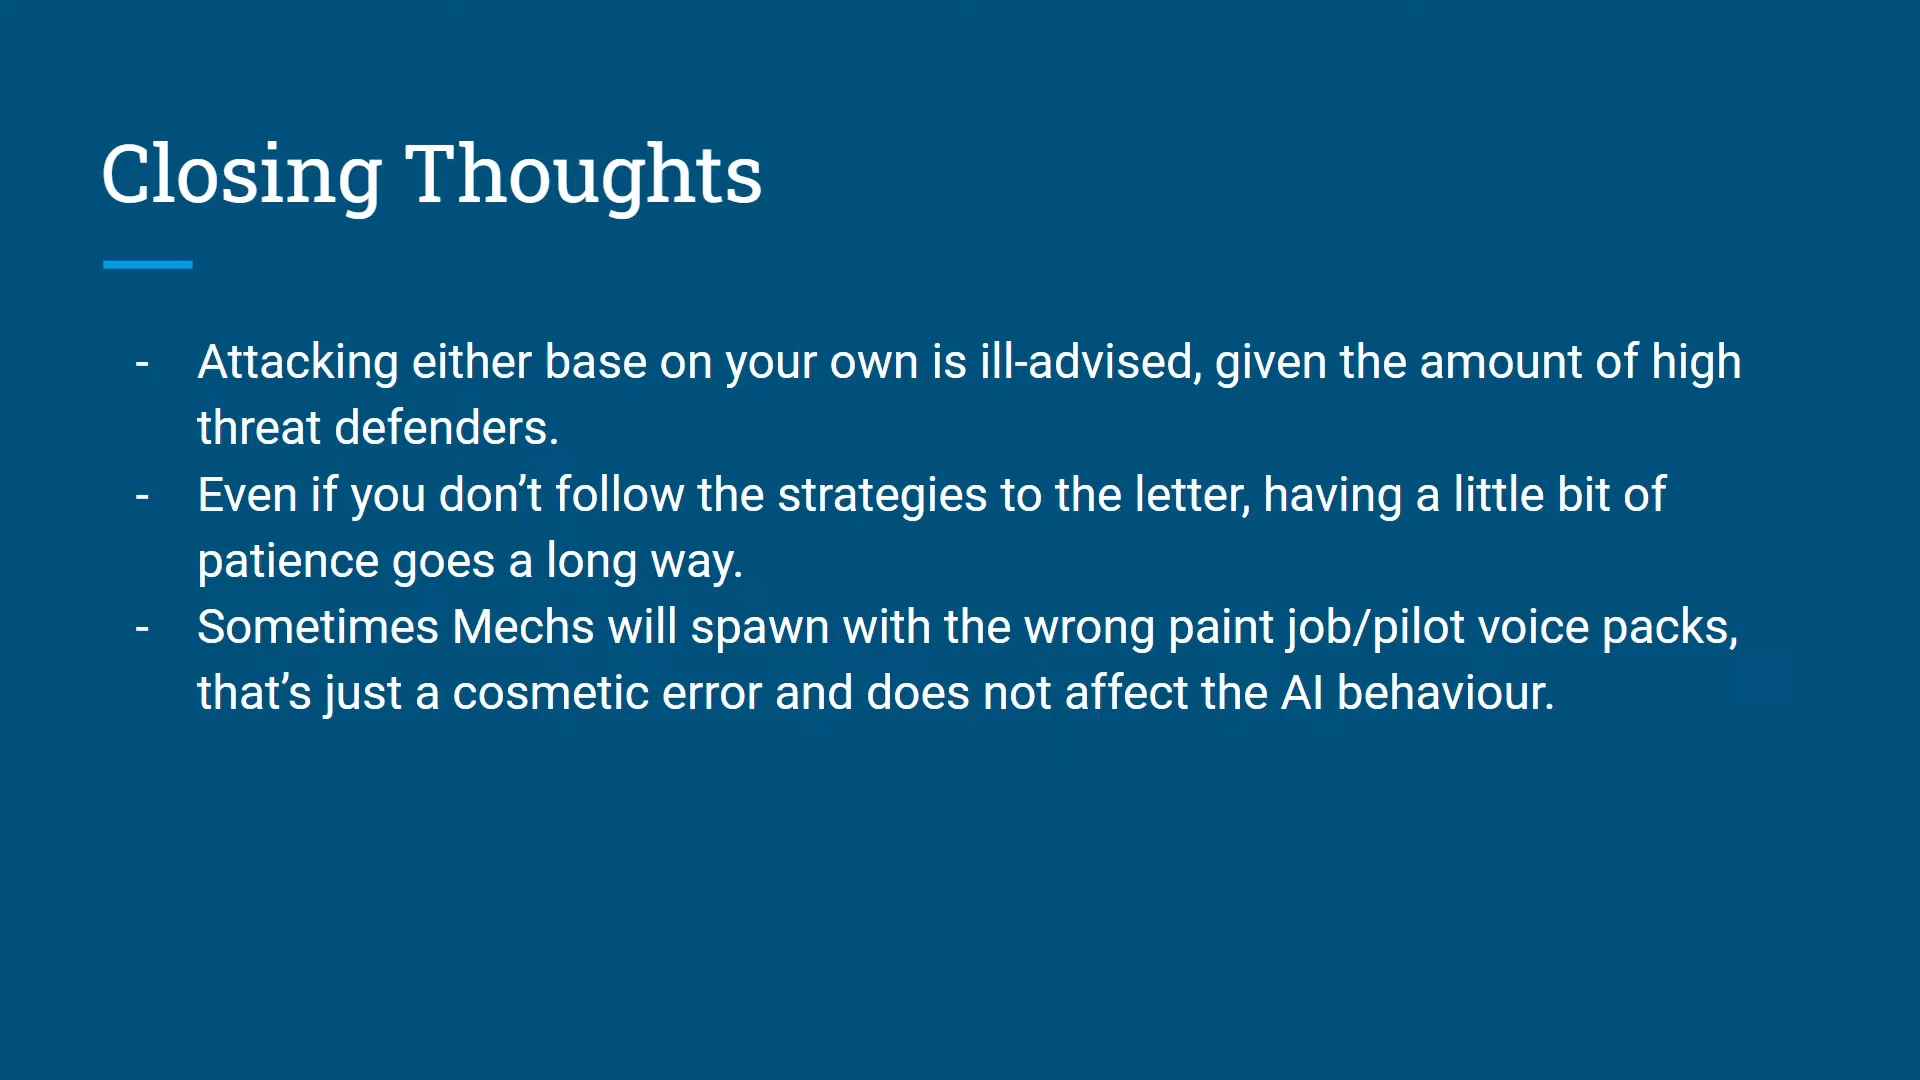 Closing Thoughts
- Attacking either base on your own is ill-advised, given the amount of high
threat defenders.
- Even if you don’t follow the strategies to the letter, having a little bit of
patience goes a long way.
- Sometimes Mechs will spawn with the wrong paint job/pilot voice packs,
that’s just a cosmetic error and does not affect the AI behaviour.